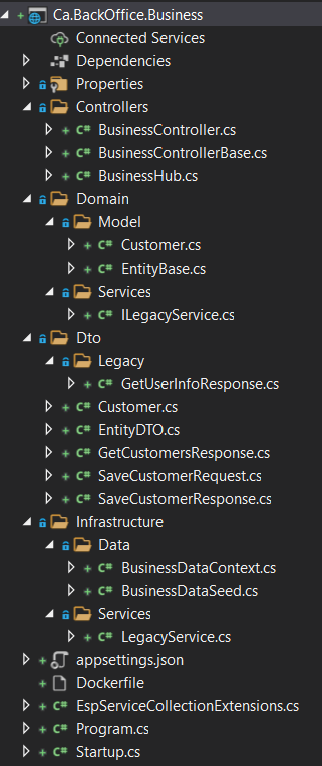 Ca.BackOffice.Business
Connected Services
Dependencies
Properties
Controllers
C# BusinessController.cs
C# BusinessControllerBase.cs
C# BusinessHub.cs
Domain
Model
C# Customer.cs
C# EntityBase.cs
Services
C# ILegacyService.cs
Dto
Legacy
C# GetUserInfoResponse.cs
C# Customer.cs
C# EntityDTO.cs
C# GetCustomersResponse.cs
C# SaveCustomerRequest.cs
C# SaveCustomerResponse.cs
Infrastructure
Data
C# BusinessDataContext.cs
C# BusinessDataSeed.cs
Services
C# LegacyService.cs
appsettings.json
Dockerfile
C# EspServiceCollectionExtensions.cs
C# Program.cs
C# Startup.cs